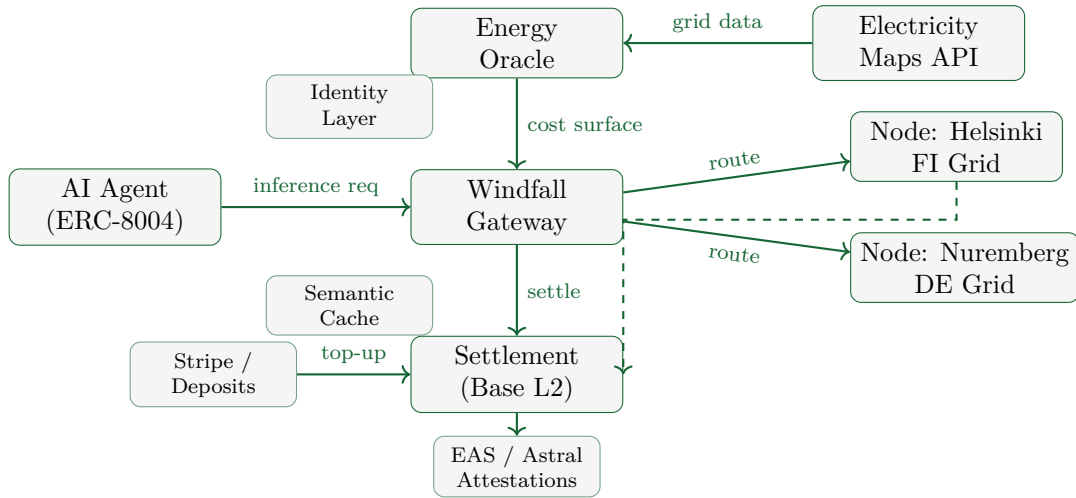 Energy
Oracle
grid data
Electricity
Maps API
Identity
Layer
cost surface
AI Agent
(ERC-8004)
inference req
Windfall
Gateway
route
Node: Helsinki
FI Grid
route
Node: Nuremberg
DE Grid
Semantic
Cache
settle
Stripe /
Deposits
top-up
Settlement
(Base L2)
EAS / Astral
Attestations